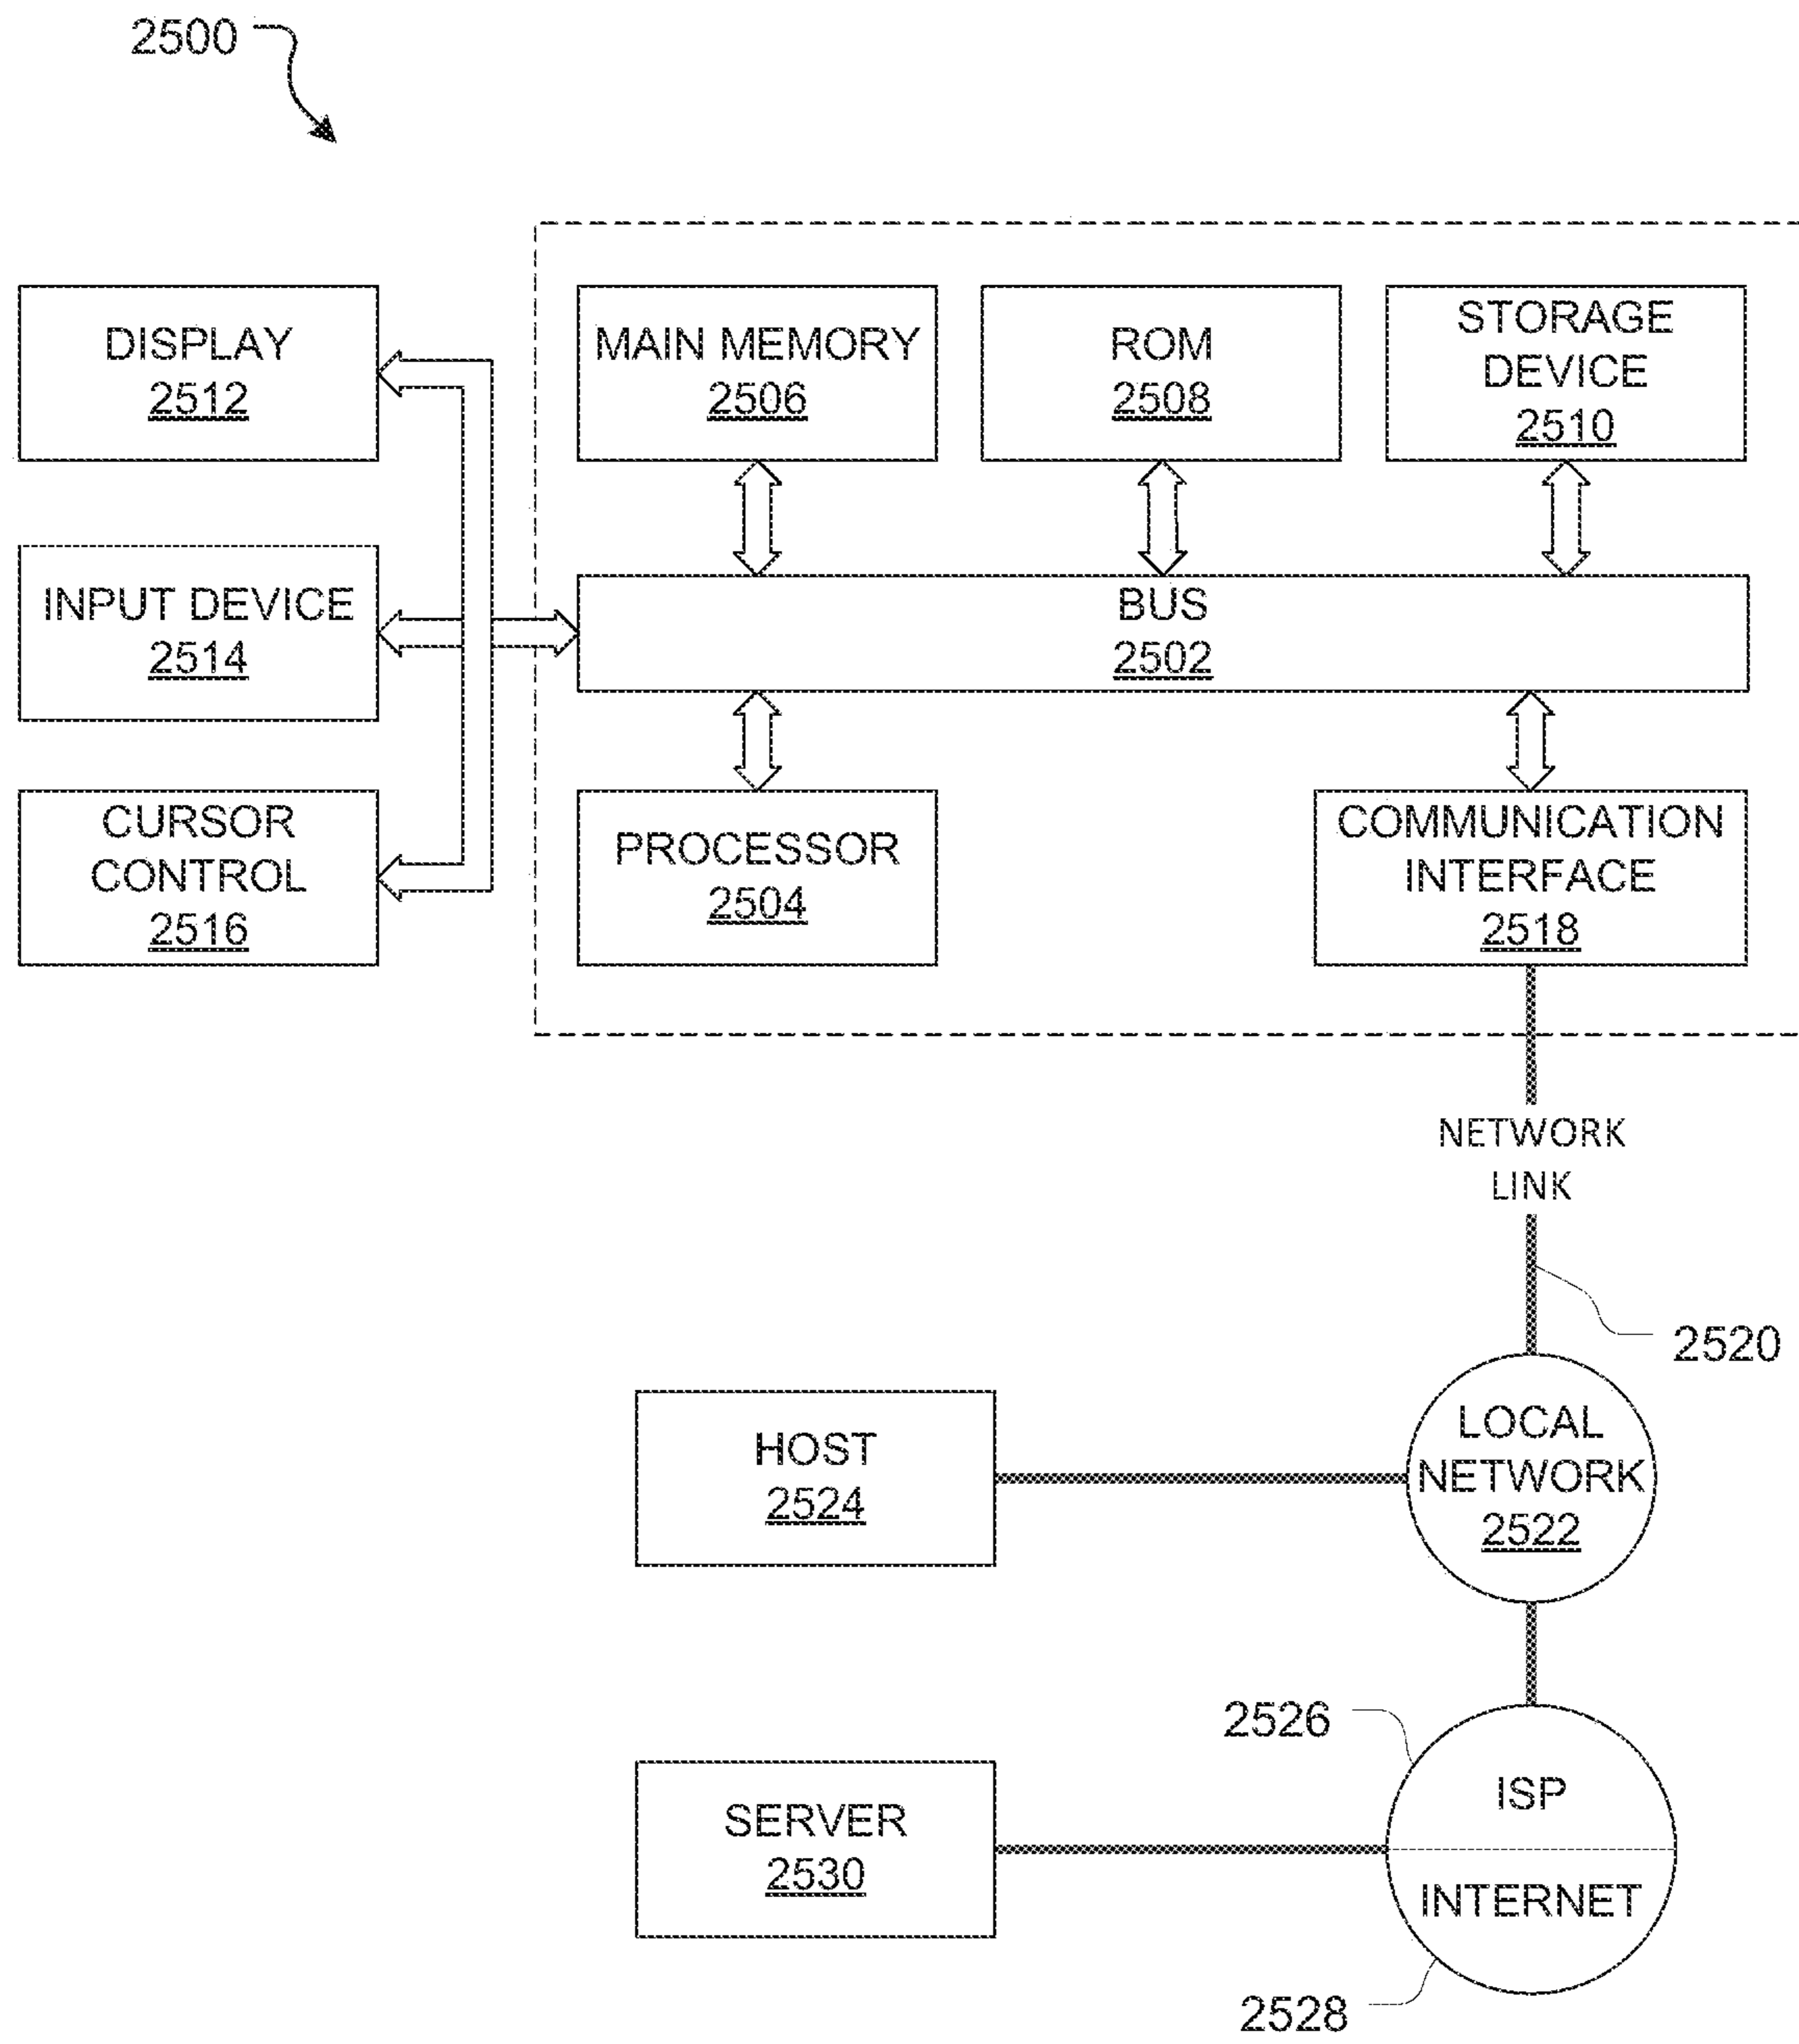 2500
DISPLAY
2512
MAIN MEMORY
2506
ROM
2508
STORAGE
DEVICE
2510
INPUT DEVICE
2514
BUS
2502
CURSOR
CONTROL
2516
PROCESSOR
2504
COMMUNICATION
INTERFACE
2518
NETWORK
LINK
2520
HOST
2524
LOCAL
NETWORK
2522
2526
SERVER
2530
ISP
INTERNET
2528